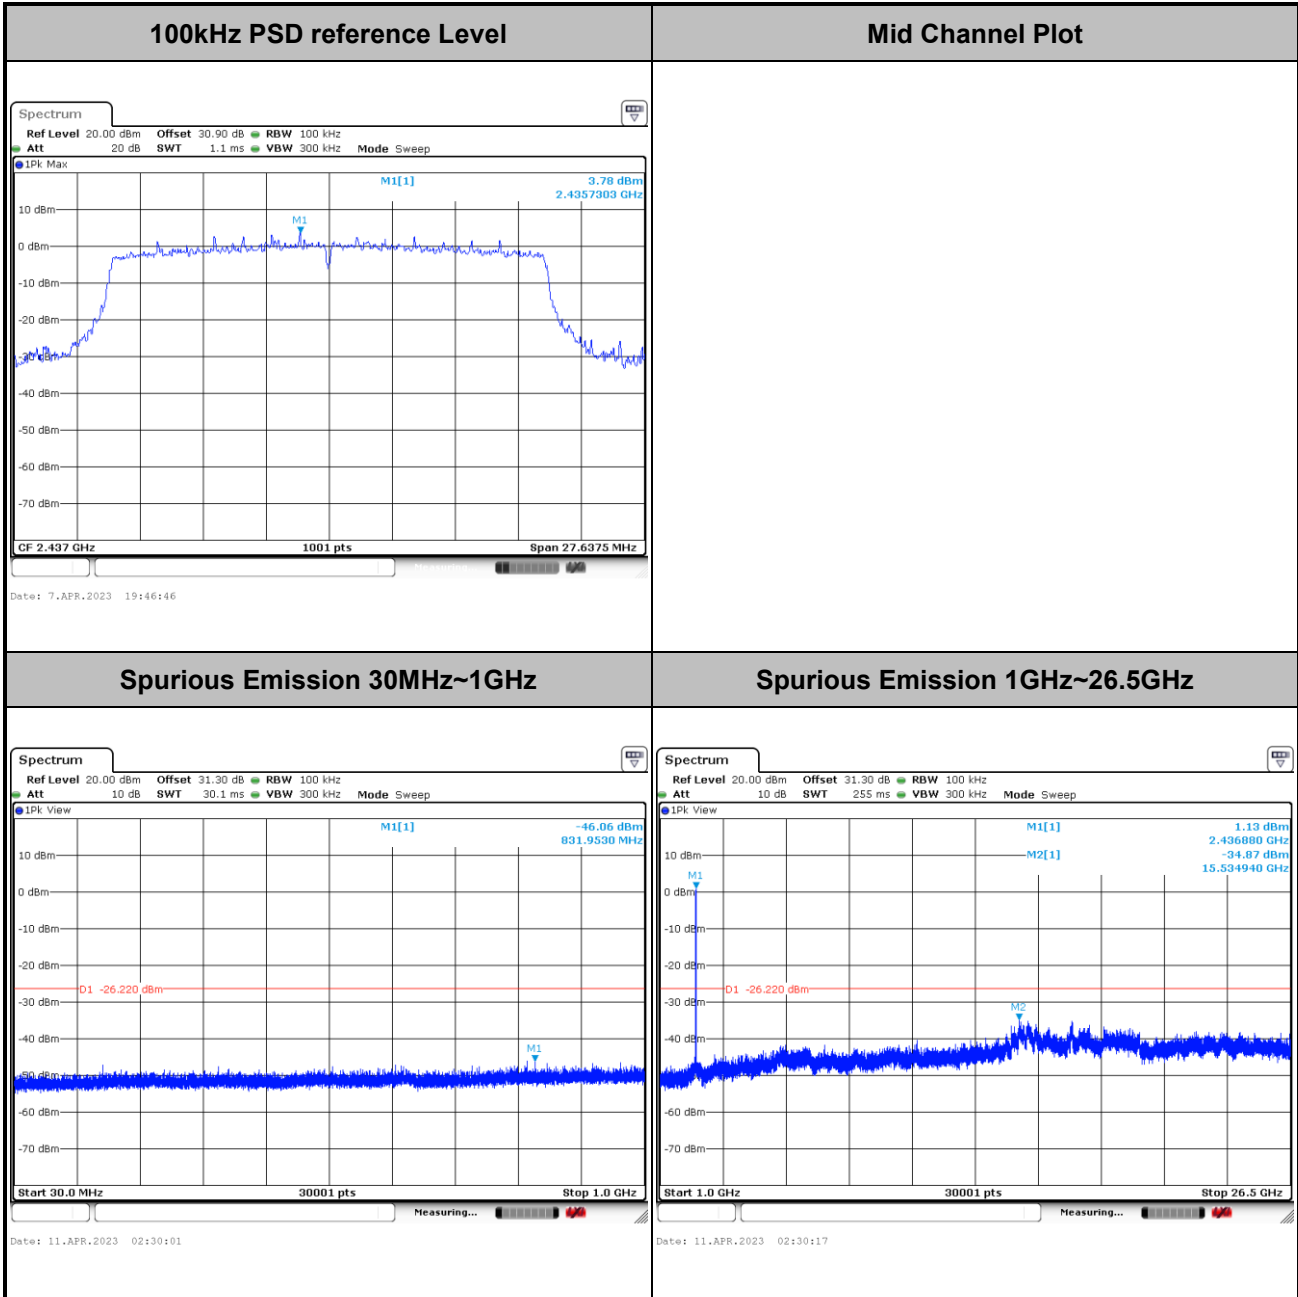 100kHz PSD reference Level
Mid Channel Plot
Spectrum
Ref Level 20.00 dBm Offset 30.90 dB RBW 100 kHz
Att 20 dB SWT 1.1 ms VBW 300 kHz Mode Sweep
1Pk Max
M1[1] 3.78 dBm
2.4357303 GHz
10 dBm
M1
0 dBm
-10 dBm
-20 dBm
-30 dBm
-40 dBm
-50 dBm
-60 dBm
-70 dBm
CF 2.437 GHz 1001 pts Span 27.6375 MHz
Measuring...
Date: 7.APR.2023 19:46:46
Spurious Emission 30MHz~1GHz
Spurious Emission 1GHz~26.5GHz
Spectrum
Ref Level 20.00 dBm Offset 31.30 dB RBW 100 kHz
Att 10 dB SWT 30.1 ms VBW 300 kHz Mode Sweep
1Pk View
M1[1] -46.06 dBm
831.9530 MHz
10 dBm
0 dBm
-10 dBm
-20 dBm
D1 -26.220 dBm
-30 dBm
-40 dBm
M1
-50 dBm
-60 dBm
-70 dBm
Start 30.0 MHz 30001 pts Stop 1.0 GHz
Measuring...
Date: 11.APR.2023 02:30:01
Spectrum
Ref Level 20.00 dBm Offset 31.30 dB RBW 100 kHz
Att 10 dB SWT 255 ms VBW 300 kHz Mode Sweep
1Pk View
M1[1] 1.13 dBm
2.436880 GHz
10 dBm
M2[1] -34.87 dBm
15.534940 GHz
M1
0 dBm
-10 dBm
-20 dBm
D1 -26.220 dBm
-30 dBm
M2
-40 dBm
-50 dBm
-60 dBm
-70 dBm
Start 1.0 GHz 30001 pts Stop 26.5 GHz
Measuring...
Date: 11.APR.2023 02:30:17